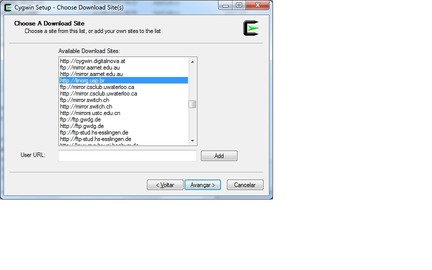 Cygwin Setup - Choose Download Site(s)
Choose A Download Site
Choose a site from this list, or add your own sites to the list
Available Download Sites:
http://cygwin.digitalnova.at
ftp://mirror.aarnet.edu.au
http://mirror.aarnet.edu.au
http://linorg.usp.br
ftp://mirror.csclub.uwaterloo.ca
http://mirror.csclub.uwaterloo.ca
ftp://mirror.switch.ch
http://mirror.switch.ch
http://mirrors.ustc.edu.cn
ftp://ftp.gwdg.de
http://ftp.gwdg.de
ftp://ftp-stud.hs-esslingen.de
http://ftp-stud.hs-esslingen.de
User URL:
Add
< Voltar
Avançar >
Cancelar